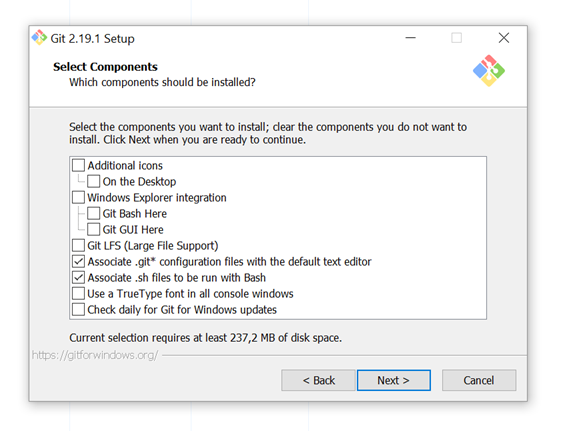 Git 2.19.1 Setup
Select Components
Which components should be installed?
Select the components you want to install; clear the components you do not want to
install. Click Next when you are ready to continue.
Additional icons
On the Desktop
Windows Explorer integration
Git Bash Here
Git GUI Here
Git LFS (Large File Support)
Associate .git* configuration files with the default text editor
Associate .sh files to be run with Bash
Use a TrueType font in all console windows
Check daily for Git for Windows updates
Current selection requires at least 237,2 MB of disk space.
https://gitforwindows.org/
< Back
Next >
Cancel